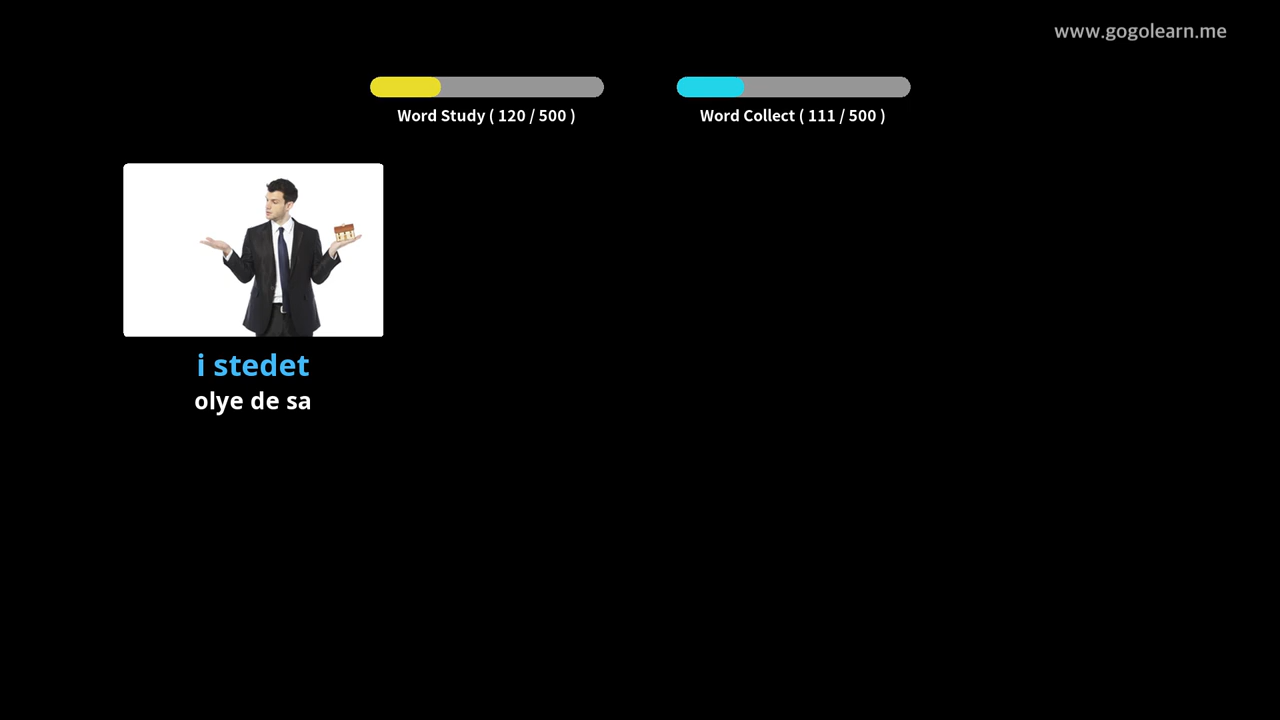 www.gogolearn.me
Word Study ( 120 / 500 )
Word Collect ( 111 / 500 )
i stedet
olye de sa